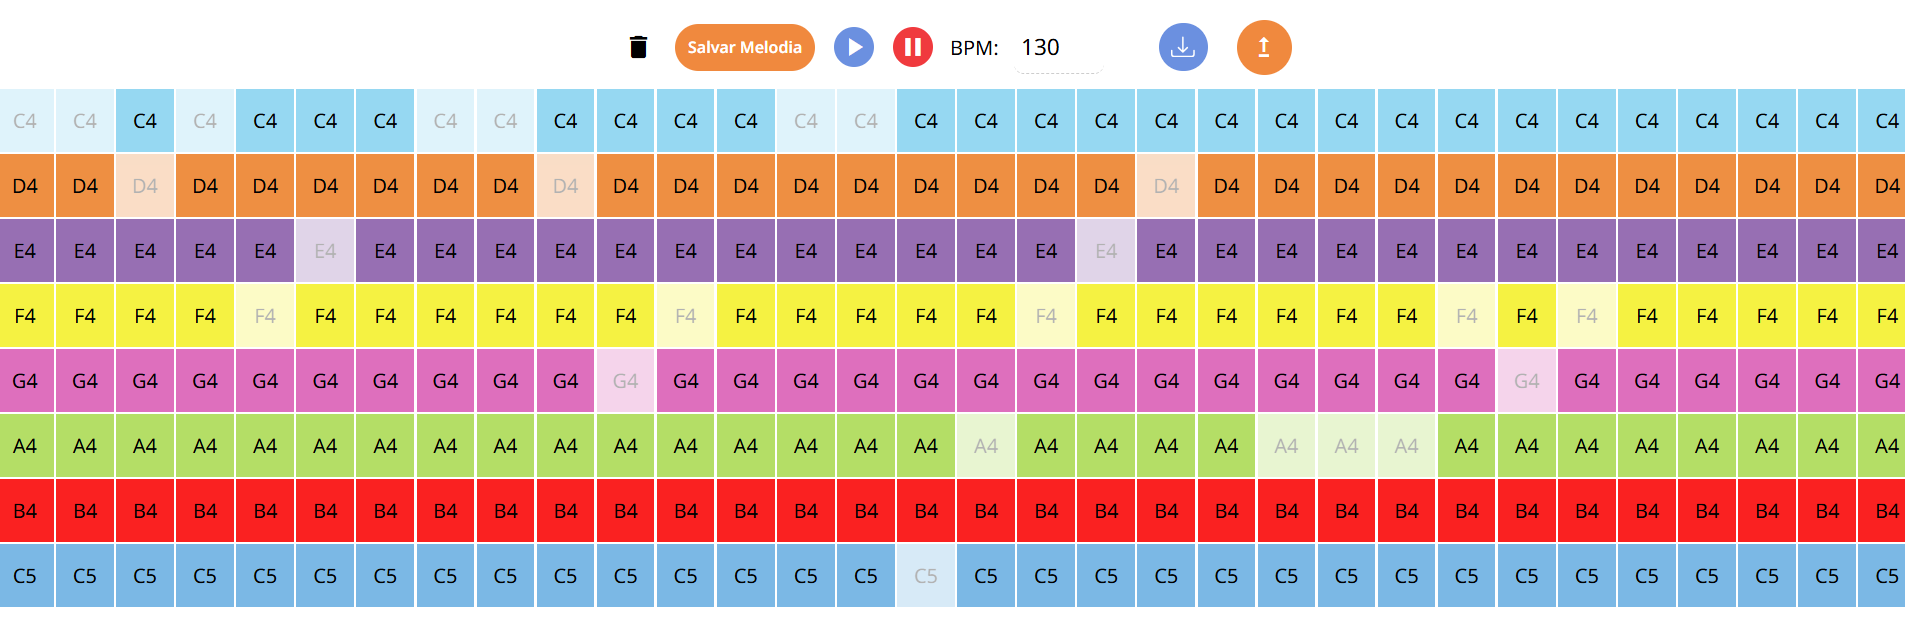 Salvar Melodia BPM: 130
C4 C4 C4 C4 C4 C4 C4 C4 C4 C4 C4 C4 C4 C4 C4 C4 C4 C4 C4 C4 C4 C4 C4 C4 C4 C4 C4 C4 C4 C4 C4 C4
D4 D4 D4 D4 D4 D4 D4 D4 D4 D4 D4 D4 D4 D4 D4 D4 D4 D4 D4 D4 D4 D4 D4 D4 D4 D4 D4 D4 D4 D4 D4 D4
E4 E4 E4 E4 E4 E4 E4 E4 E4 E4 E4 E4 E4 E4 E4 E4 E4 E4 E4 E4 E4 E4 E4 E4 E4 E4 E4 E4 E4 E4 E4 E4
F4 F4 F4 F4 F4 F4 F4 F4 F4 F4 F4 F4 F4 F4 F4 F4 F4 F4 F4 F4 F4 F4 F4 F4 F4 F4 F4 F4 F4 F4 F4 F4
G4 G4 G4 G4 G4 G4 G4 G4 G4 G4 G4 G4 G4 G4 G4 G4 G4 G4 G4 G4 G4 G4 G4 G4 G4 G4 G4 G4 G4 G4 G4 G4
A4 A4 A4 A4 A4 A4 A4 A4 A4 A4 A4 A4 A4 A4 A4 A4 A4 A4 A4 A4 A4 A4 A4 A4 A4 A4 A4 A4 A4 A4 A4 A4
B4 B4 B4 B4 B4 B4 B4 B4 B4 B4 B4 B4 B4 B4 B4 B4 B4 B4 B4 B4 B4 B4 B4 B4 B4 B4 B4 B4 B4 B4 B4 B4
C5 C5 C5 C5 C5 C5 C5 C5 C5 C5 C5 C5 C5 C5 C5 C5 C5 C5 C5 C5 C5 C5 C5 C5 C5 C5 C5 C5 C5 C5 C5 C5